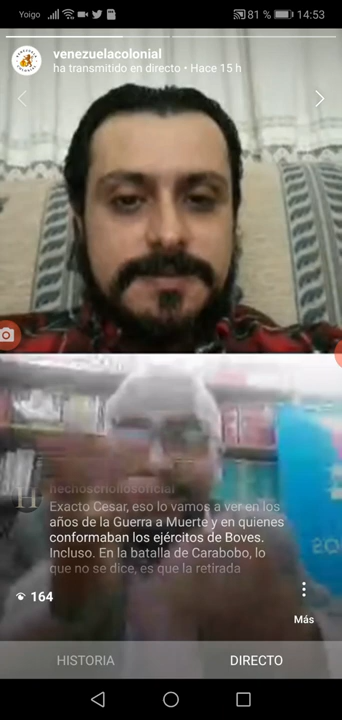 Yoigo 81 % 14:53
venezuelacolonial
ha transmitido en directo • Hace 15 h
H
hechoscriollosoficial
Exacto Cesar, eso lo vamos a ver en los
años de la Guerra a Muerte y en quienes
conformaban los ejércitos de Boves.
Incluso. En la batalla de Carabobo, lo
que no se dice, es que la retirada
164
Más
HISTORIA DIRECTO